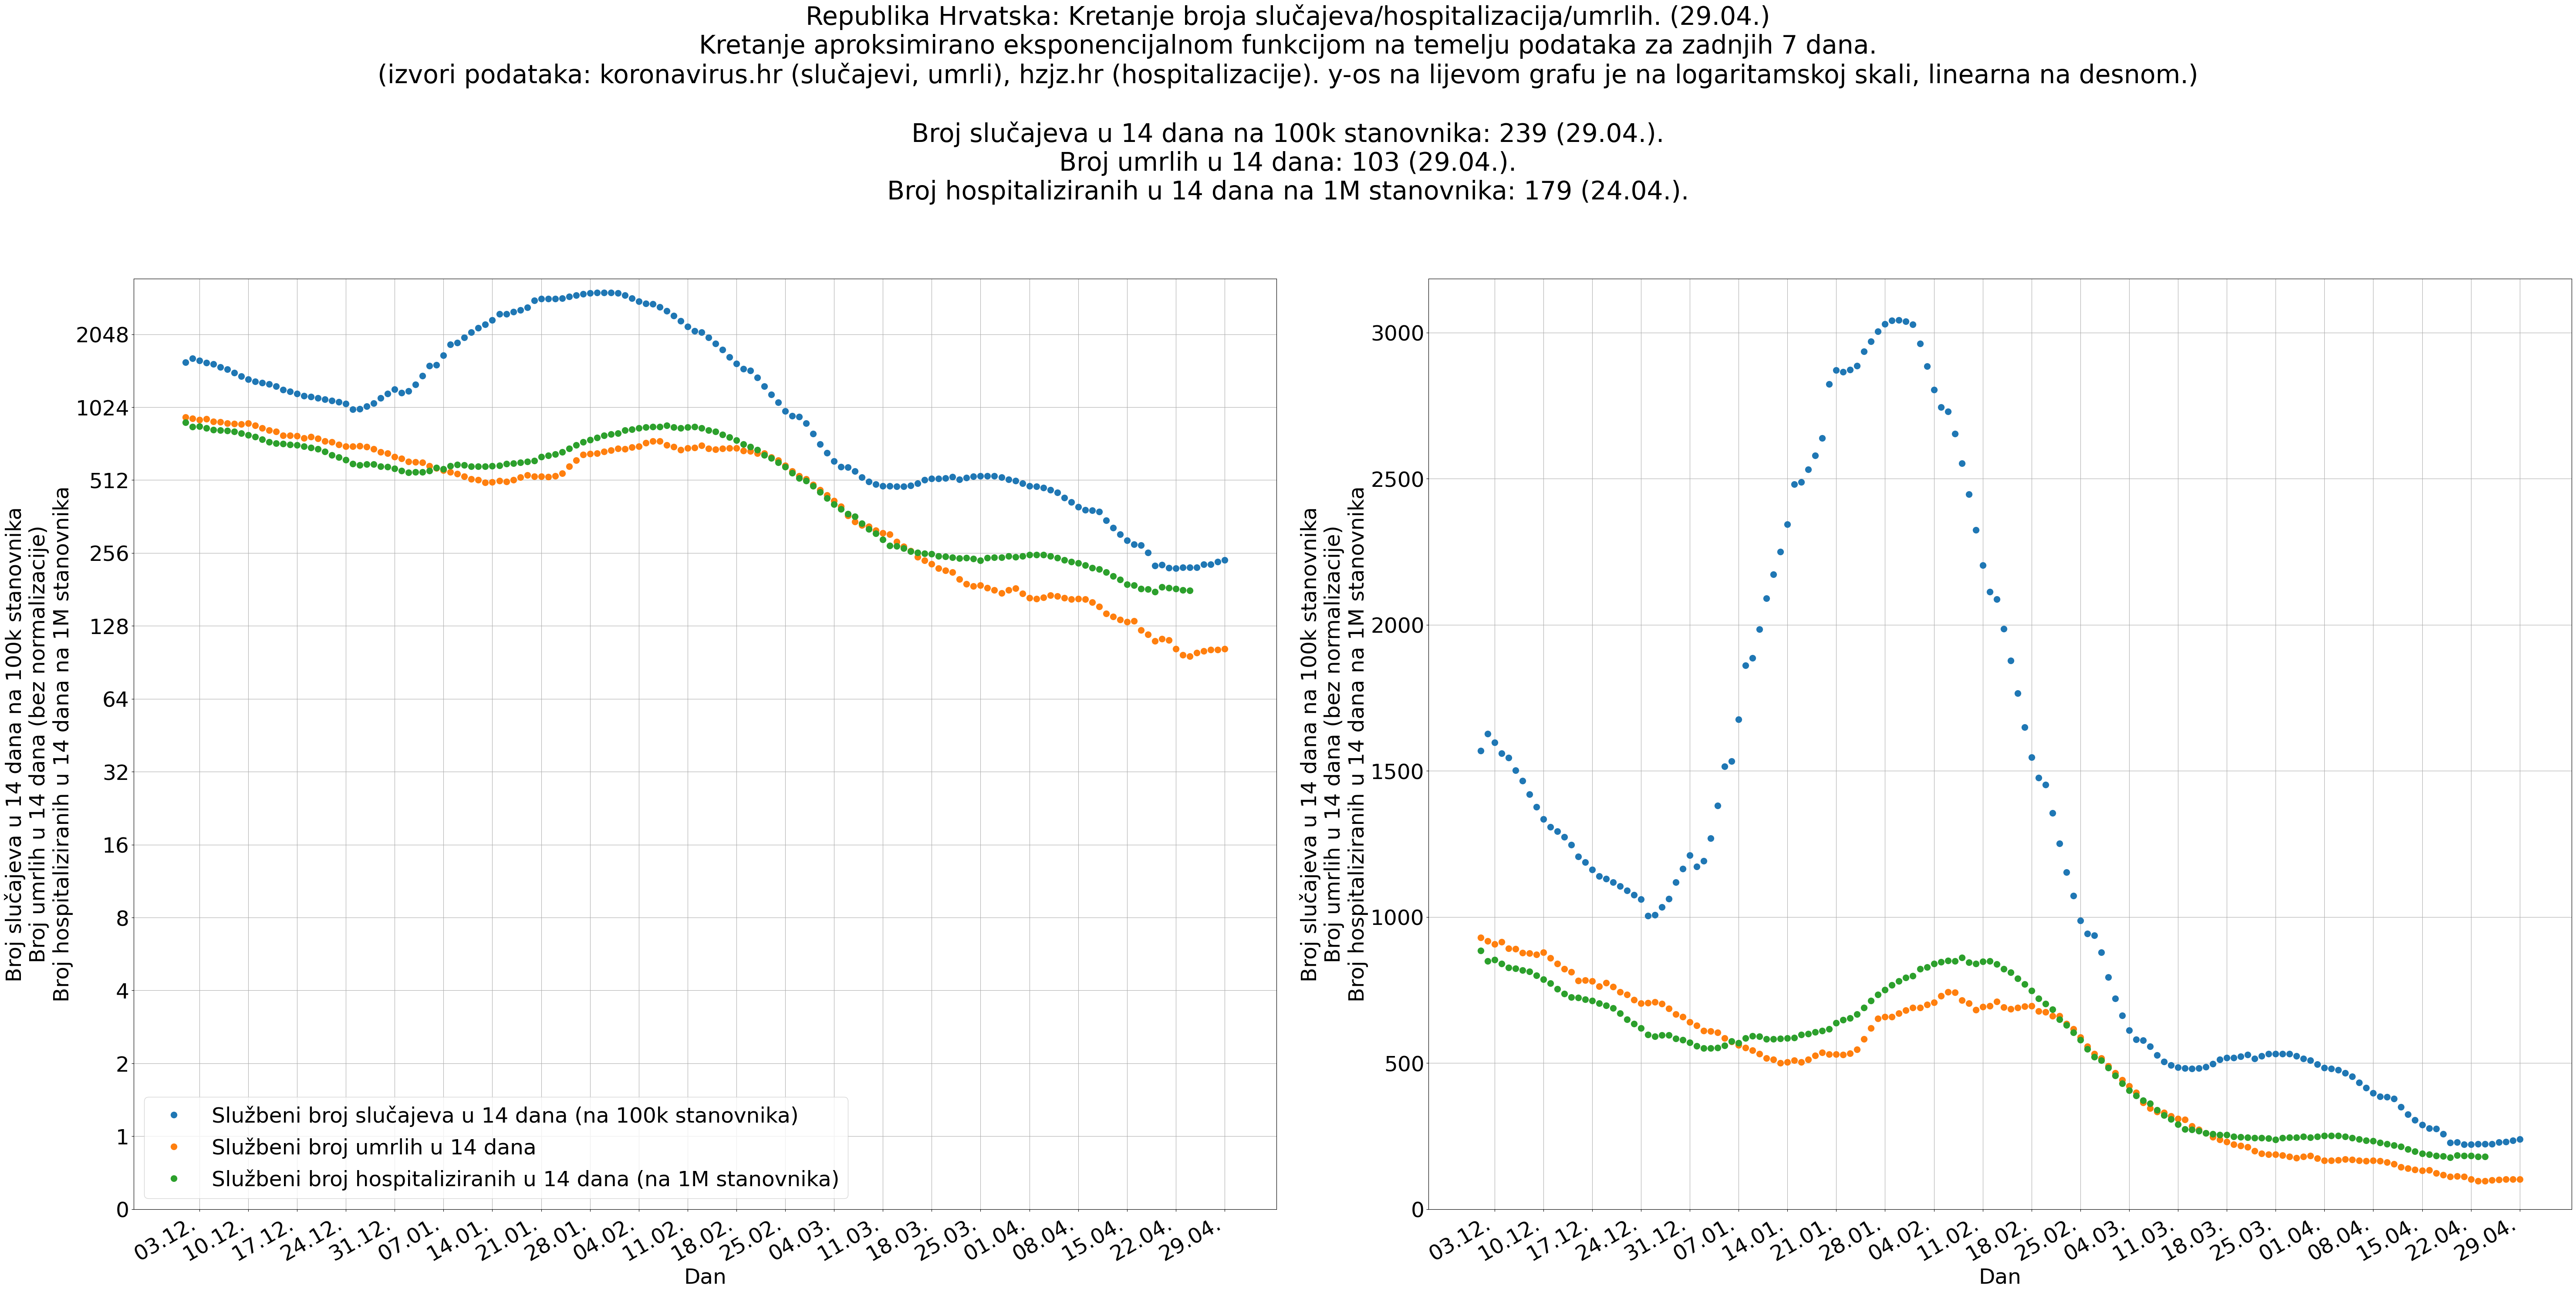 Republika Hrvatska: Kretanje broja slučajeva/hospitalizacija/umrlih. (29.04.)
Kretanje aproksimirano eksponencijalnom funkcijom na temelju podataka za zadnjih 7 dana.
(izvori podataka: koronavirus.hr (slučajevi, umrli), hzjz.hr (hospitalizacije). y-os na lijevom grafu je na logaritamskoj skali, linearna na desnom.)
Broj slučajeva u 14 dana na 100k stanovnika: 239 (29.04.).
Broj umrlih u 14 dana: 103 (29.04.).
Broj hospitaliziranih u 14 dana na 1M stanovnika: 179 (24.04.).
Broj slučajeva u 14 dana na 100k stanovnika
Broj umrlih u 14 dana (bez normalizacije)
Broj hospitaliziranih u 14 dana na 1M stanovnika
2048
1024
512
256
128
64
32
16
8
4
2
1
0
Službeni broj slučajeva u 14 dana (na 100k stanovnika)
Službeni broj umrlih u 14 dana
Službeni broj hospitaliziranih u 14 dana (na 1M stanovnika)
03.12. 10.12. 17.12. 24.12. 31.12. 07.01. 14.01. 21.01. 28.01. 04.02. 11.02. 18.02. 25.02. 04.03. 11.03. 18.03. 25.03. 01.04. 08.04. 15.04. 22.04. 29.04.
Dan
Broj slučajeva u 14 dana na 100k stanovnika
Broj umrlih u 14 dana (bez normalizacije)
Broj hospitaliziranih u 14 dana na 1M stanovnika
3000
2500
2000
1500
1000
500
0
03.12. 10.12. 17.12. 24.12. 31.12. 07.01. 14.01. 21.01. 28.01. 04.02. 11.02. 18.02. 25.02. 04.03. 11.03. 18.03. 25.03. 01.04. 08.04. 15.04. 22.04. 29.04.
Dan